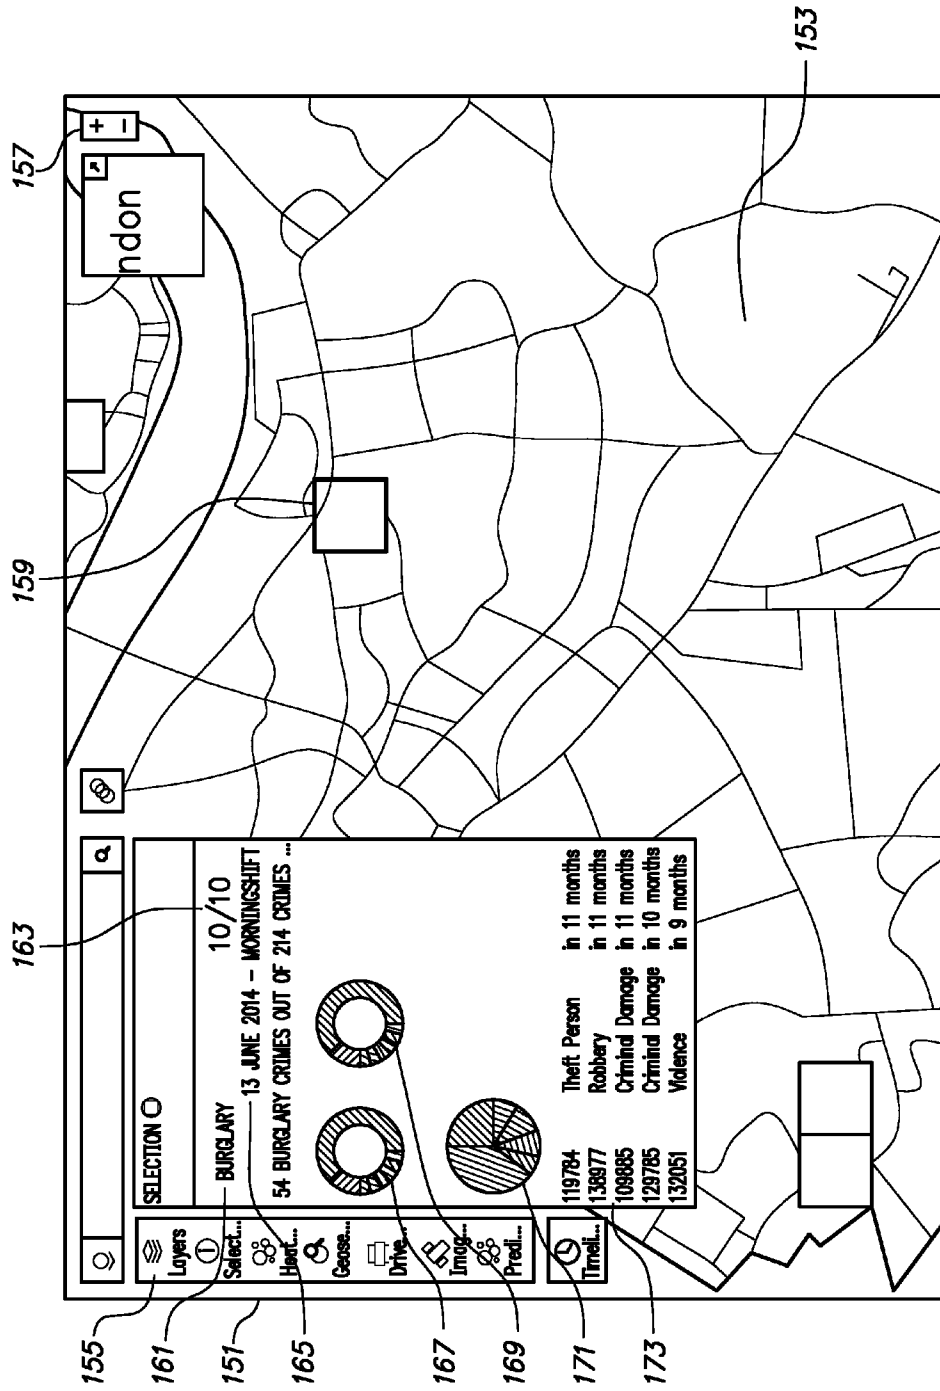 157
+
−
ndon
153
159
163
155
161
151
165
167
169
171
173
SELECTION
BURGLARY
10/10
13 JUNE 2014 - MORNINGSHIFT
54 BURGLARY CRIMES OUT OF 214 CRIMES ...
Layers
Select...
Heat...
Geose...
Drive...
Imag...
Predi...
Timeli...
119784 Theft Person in 11 months
138977 Robbery in 11 months
109885 Criminal Damage in 11 months
129785 Criminal Damage in 10 months
132051 Violence in 9 months